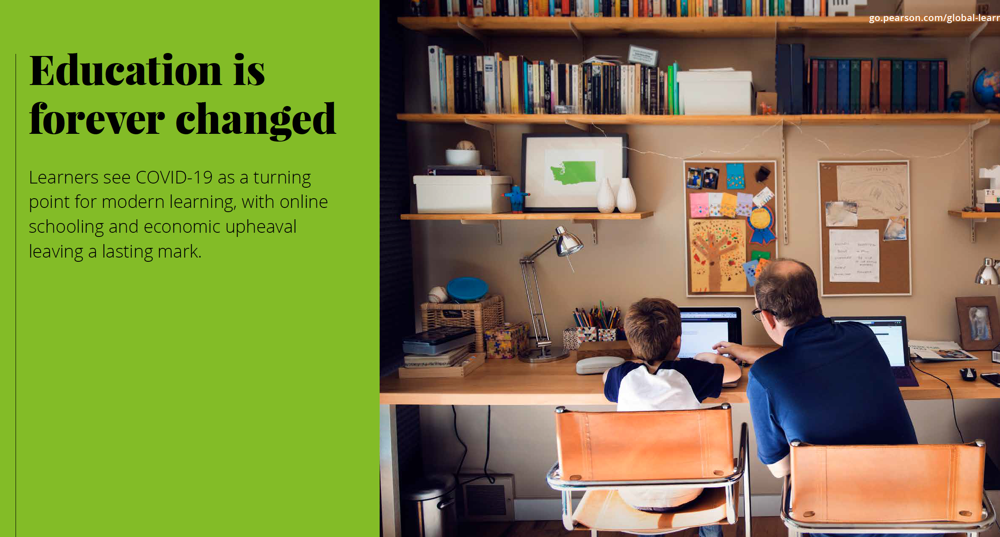 go.pearson.com/global-lear
Education is
forever changed
Learners see COVID-19 as a turning
point for modern learning, with online
schooling and economic upheaval
leaving a lasting mark.